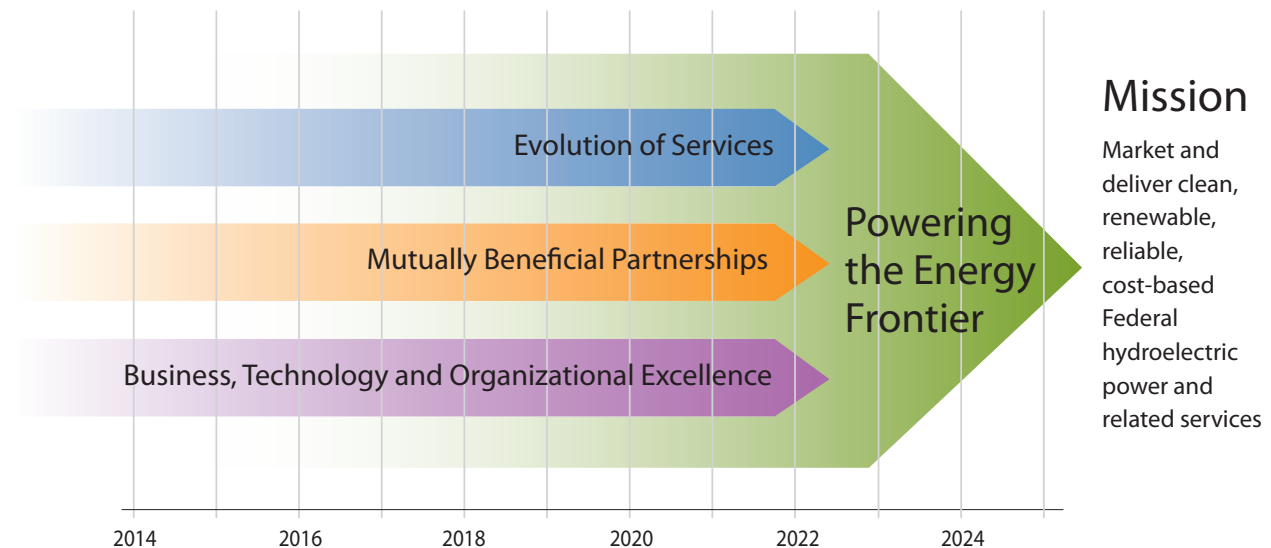 Evolution of Services
Mutually Beneficial Partnerships
Business, Technology and Organizational Excellence
Powering
the Energy
Frontier
Mission
Market and
deliver clean,
renewable,
reliable,
cost-based
Federal
hydroelectric
power and
related services
2014 2016 2018 2020 2022 2024